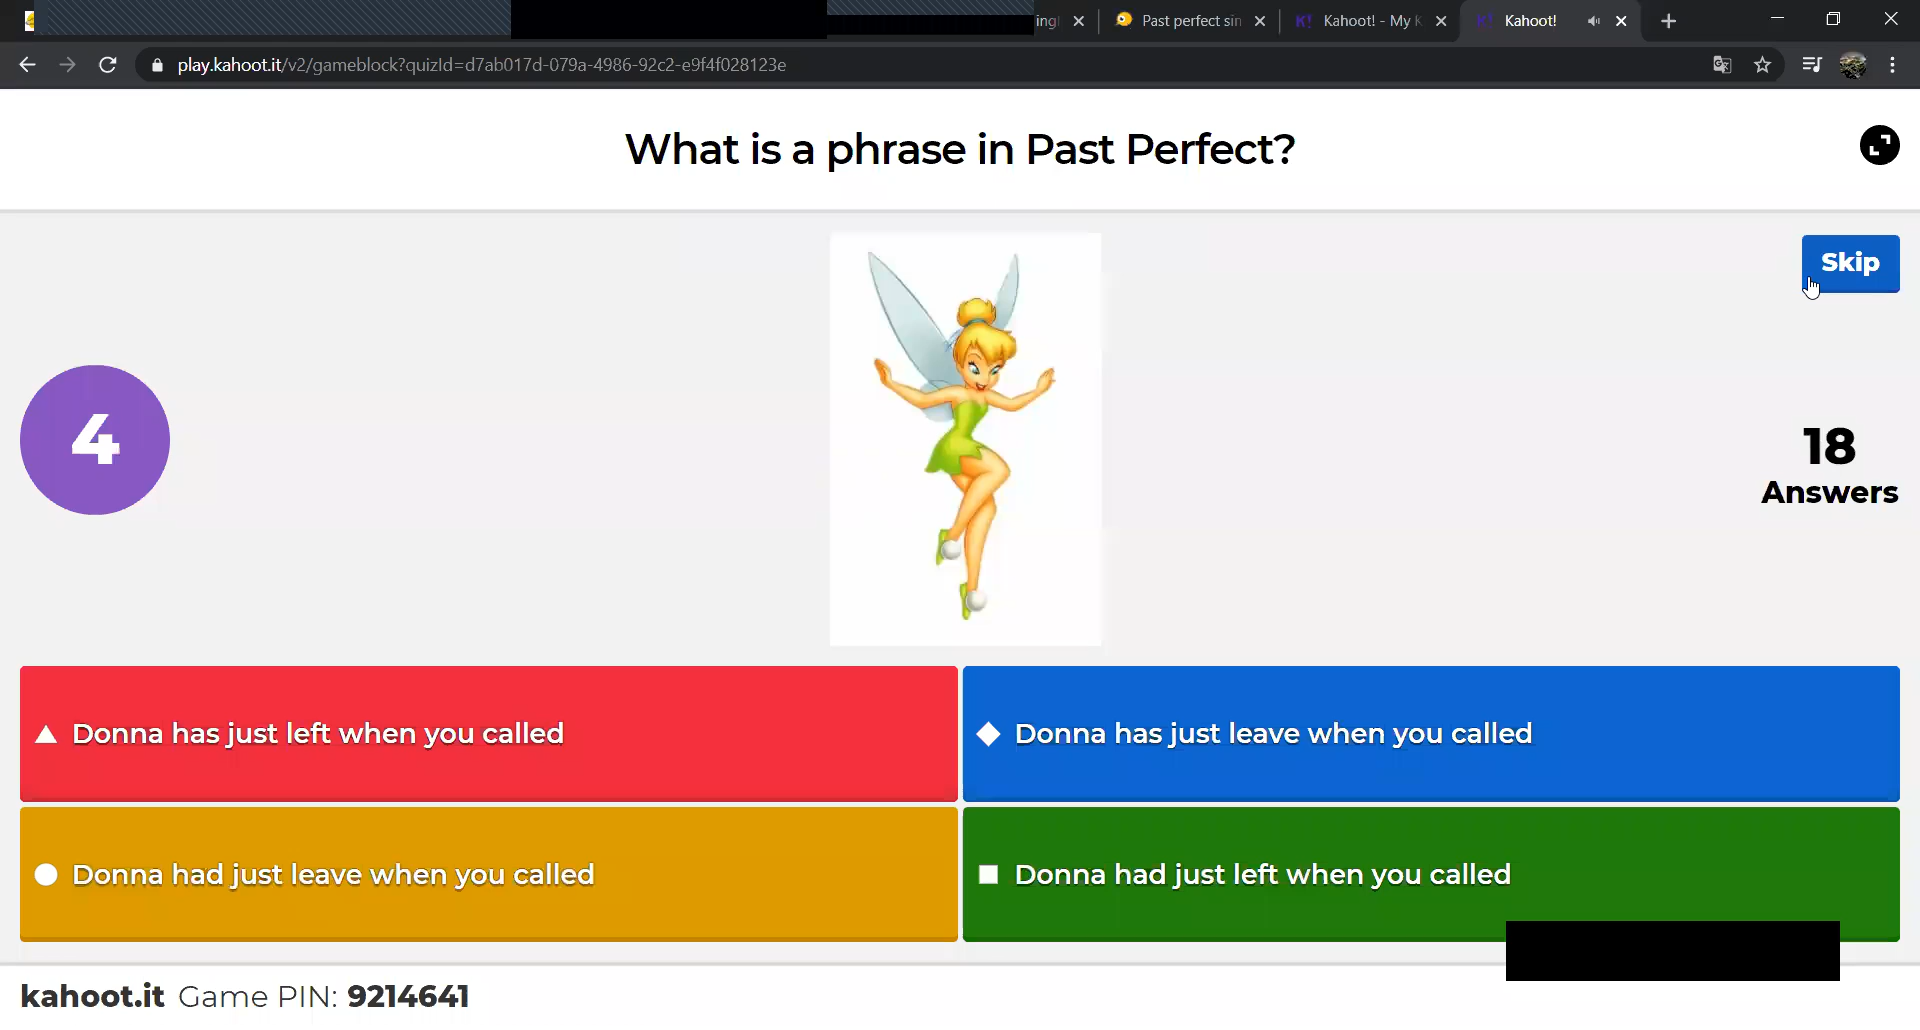 ing
Past perfect sin
K! Kahoot! - My K
K! Kahoot!
play.kahoot.it/v2/gameblock?quizId=d7ab017d-079a-4986-92c2-e9f4f028123e
What is a phrase in Past Perfect?
Skip
4
18
Answers
Donna has just left when you called
Donna has just leave when you called
Donna had just leave when you called
Donna had just left when you called
kahoot.it Game PIN: 9214641